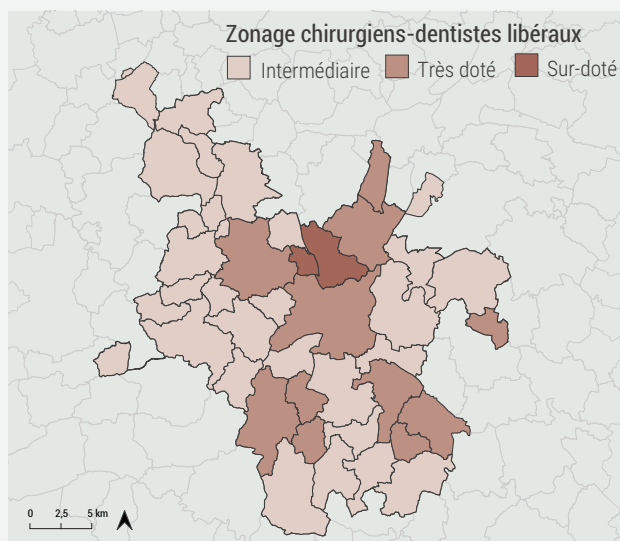 Zonage chirurgiens-dentistes libéraux
Intermédiaire Très doté Sur-doté
0 2,5 5 km